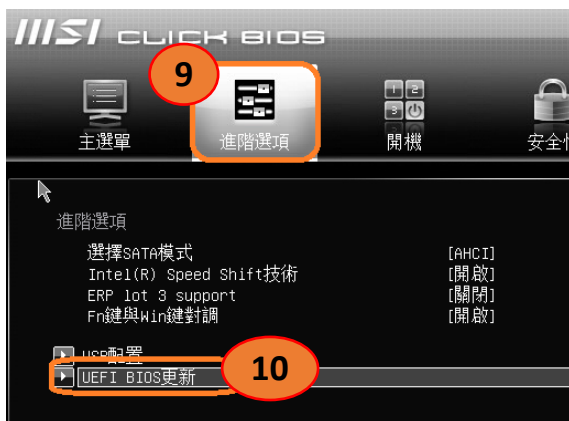 msi CLICK BIOS
9
主選單
進階選項
開機
安全
進階選項
選擇SATA模式 [AHCI]
Intel(R) Speed Shift技術 [開啟]
ERP lot 3 support [關閉]
Fn鍵與Win鍵對調 [開啟]
USB配置
UEFI BIOS更新
10